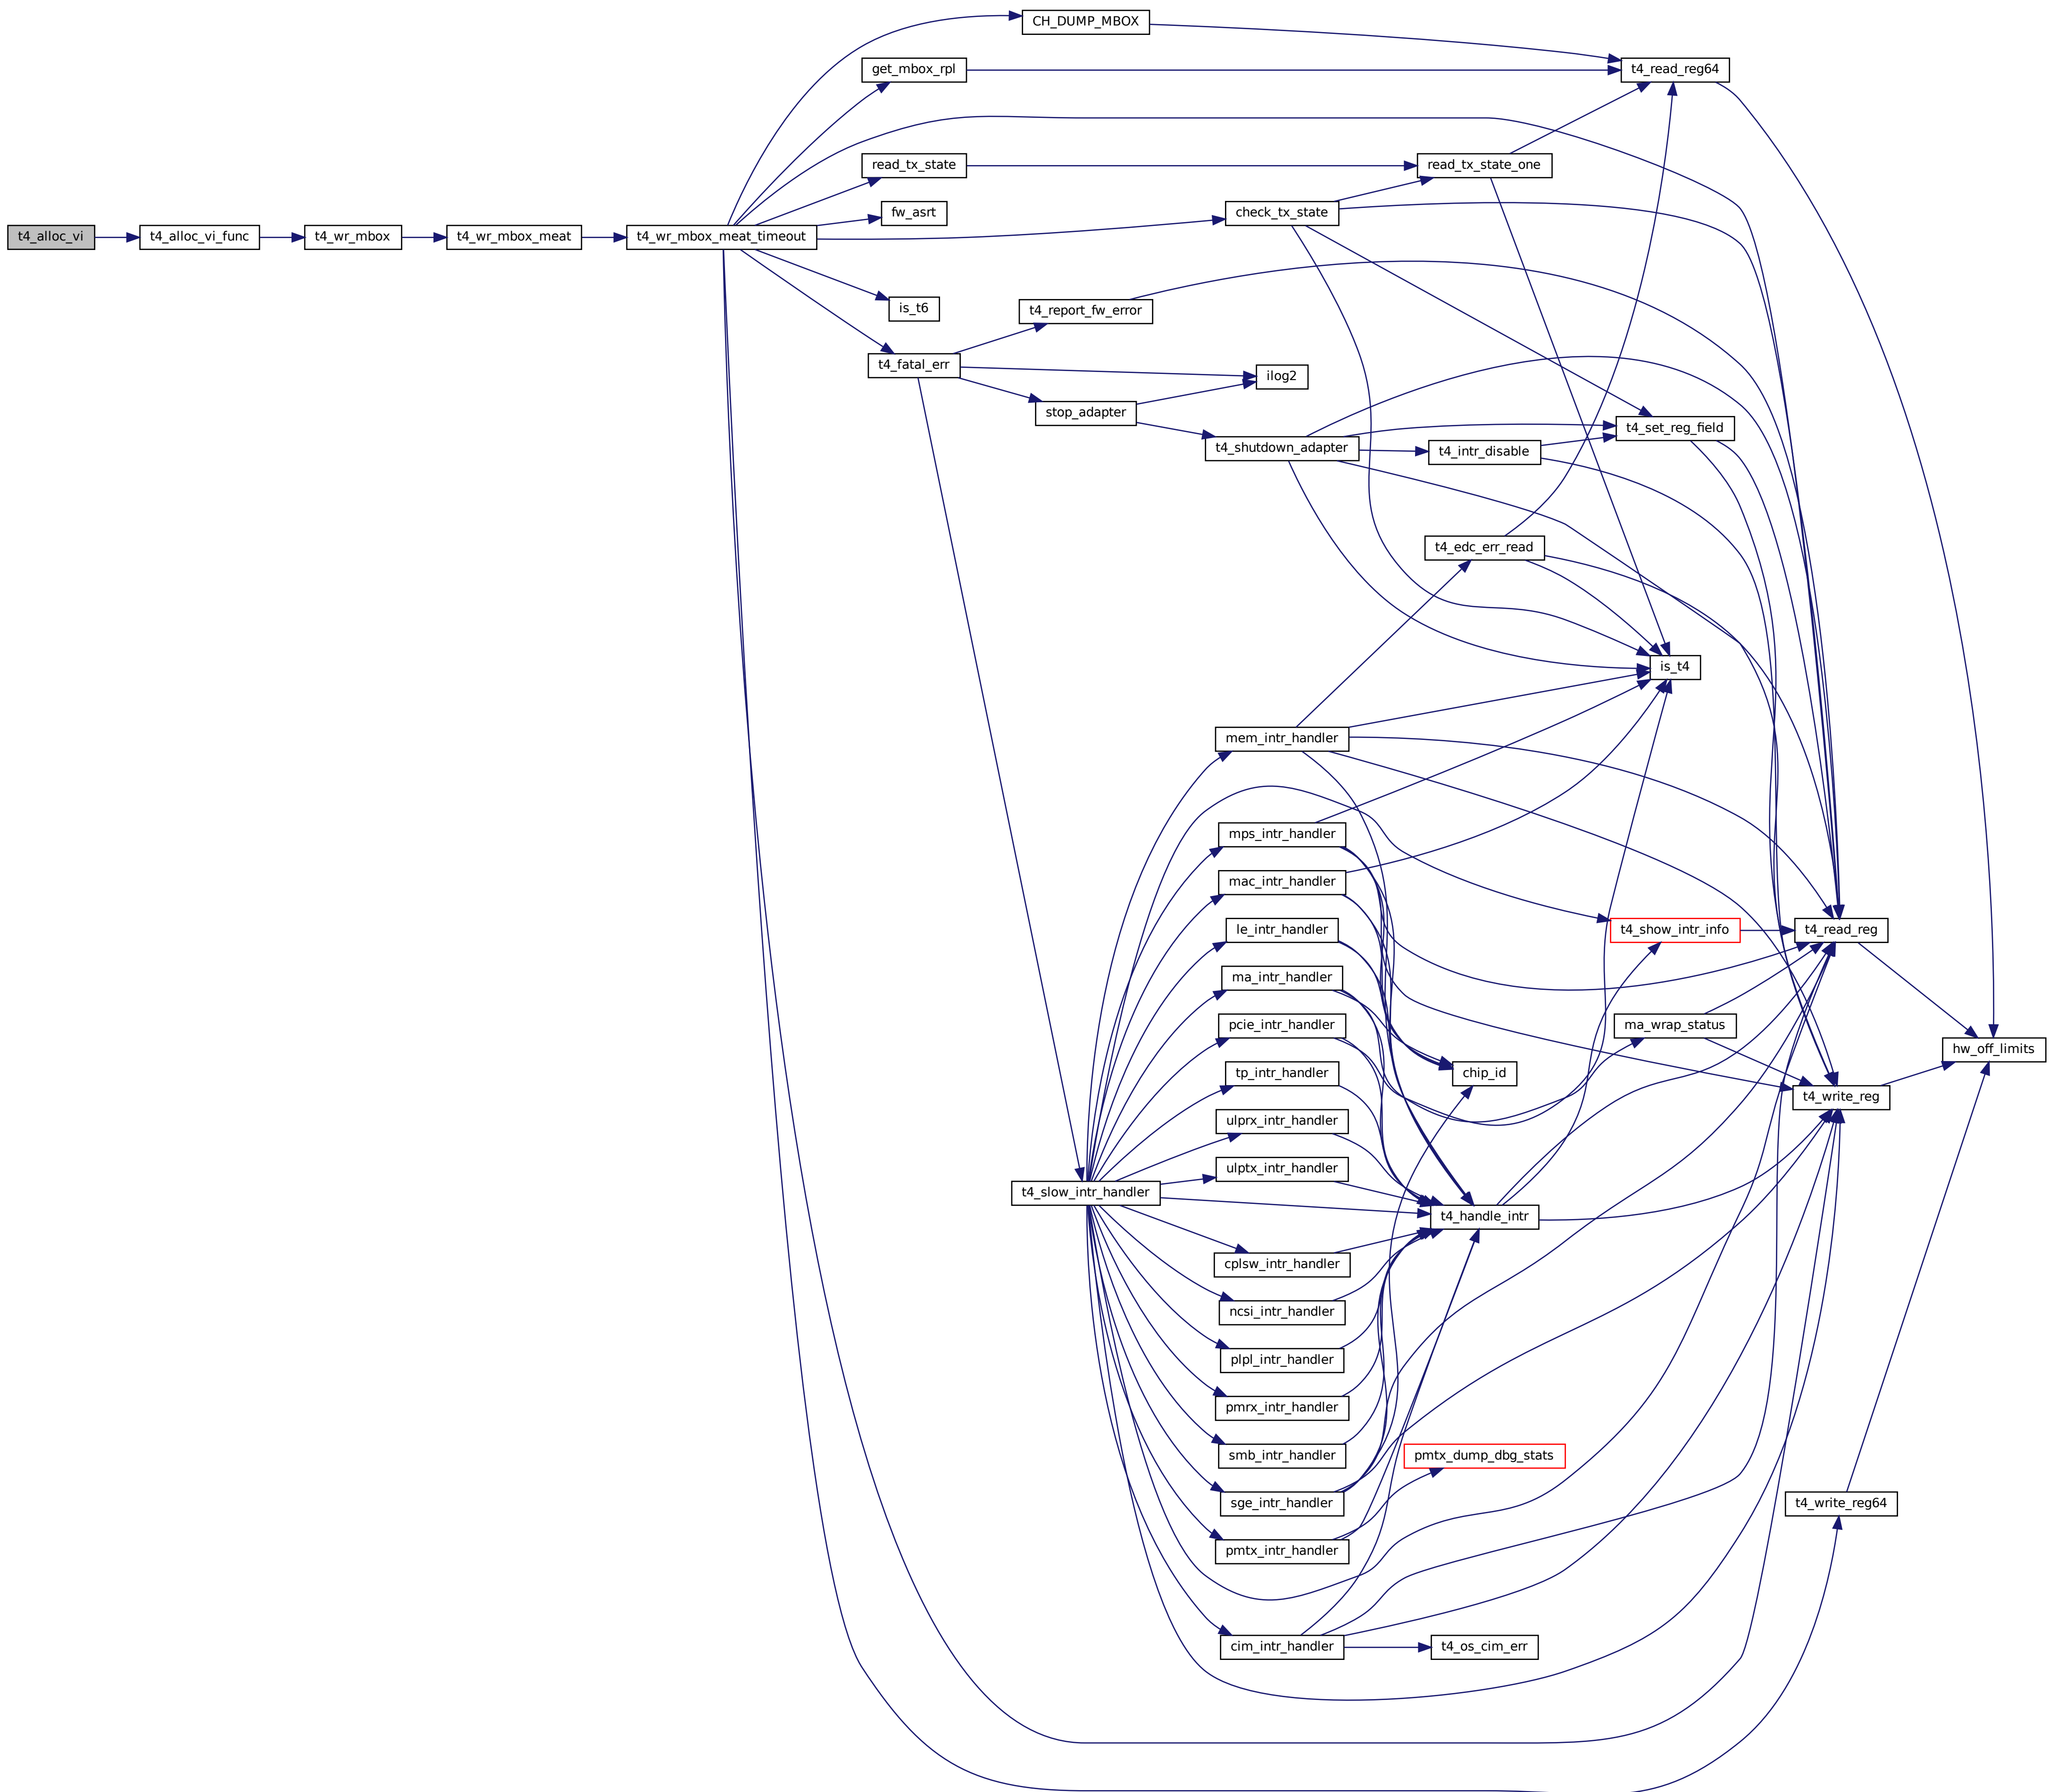 t4_alloc_vi
t4_alloc_vi_func
t4_wr_mbox
t4_wr_mbox_meat
t4_wr_mbox_meat_timeout
CH_DUMP_MBOX
get_mbox_rpl
read_tx_state
fw_asrt
is_t6
t4_fatal_err
t4_report_fw_error
stop_adapter
t4_slow_intr_handler
check_tx_state
ilog2
t4_shutdown_adapter
mem_intr_handler
mps_intr_handler
mac_intr_handler
le_intr_handler
ma_intr_handler
pcie_intr_handler
tp_intr_handler
ulprx_intr_handler
ulptx_intr_handler
cplsw_intr_handler
ncsi_intr_handler
plpl_intr_handler
pmrx_intr_handler
smb_intr_handler
sge_intr_handler
pmtx_intr_handler
cim_intr_handler
read_tx_state_one
t4_intr_disable
t4_edc_err_read
chip_id
t4_handle_intr
pmtx_dump_dbg_stats
t4_os_cim_err
t4_read_reg64
t4_set_reg_field
is_t4
t4_show_intr_info
ma_wrap_status
t4_read_reg
t4_write_reg
t4_write_reg64
hw_off_limits